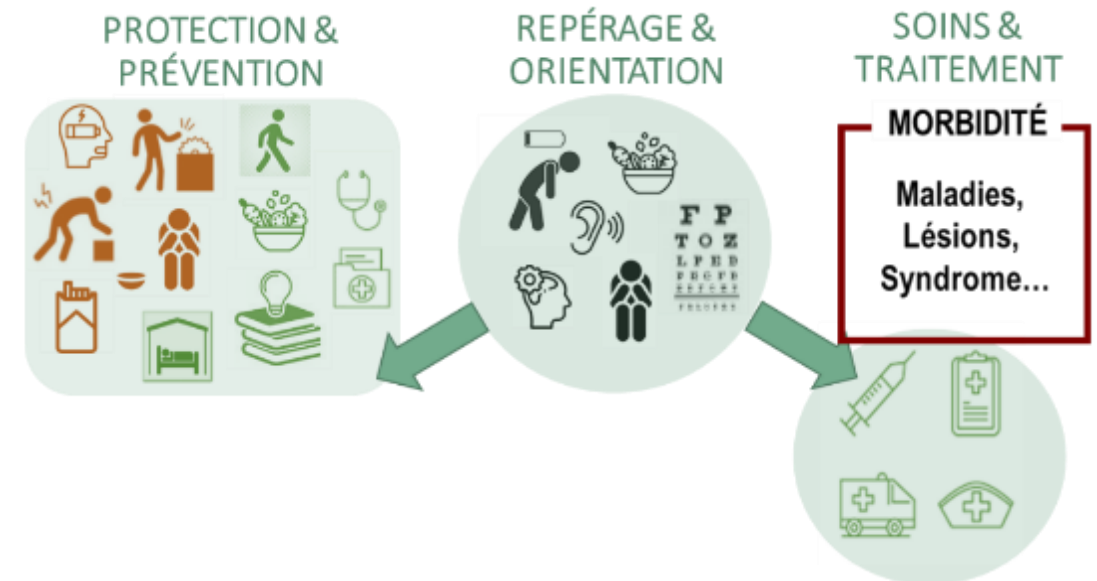 PROTECTION &
PRÉVENTION
REPÉRAGE &
ORIENTATION
SOINS &
TRAITEMENT
MORBIDITÉ
Maladies,
Lésions,
Syndrome…
F P
T O Z
L P E D